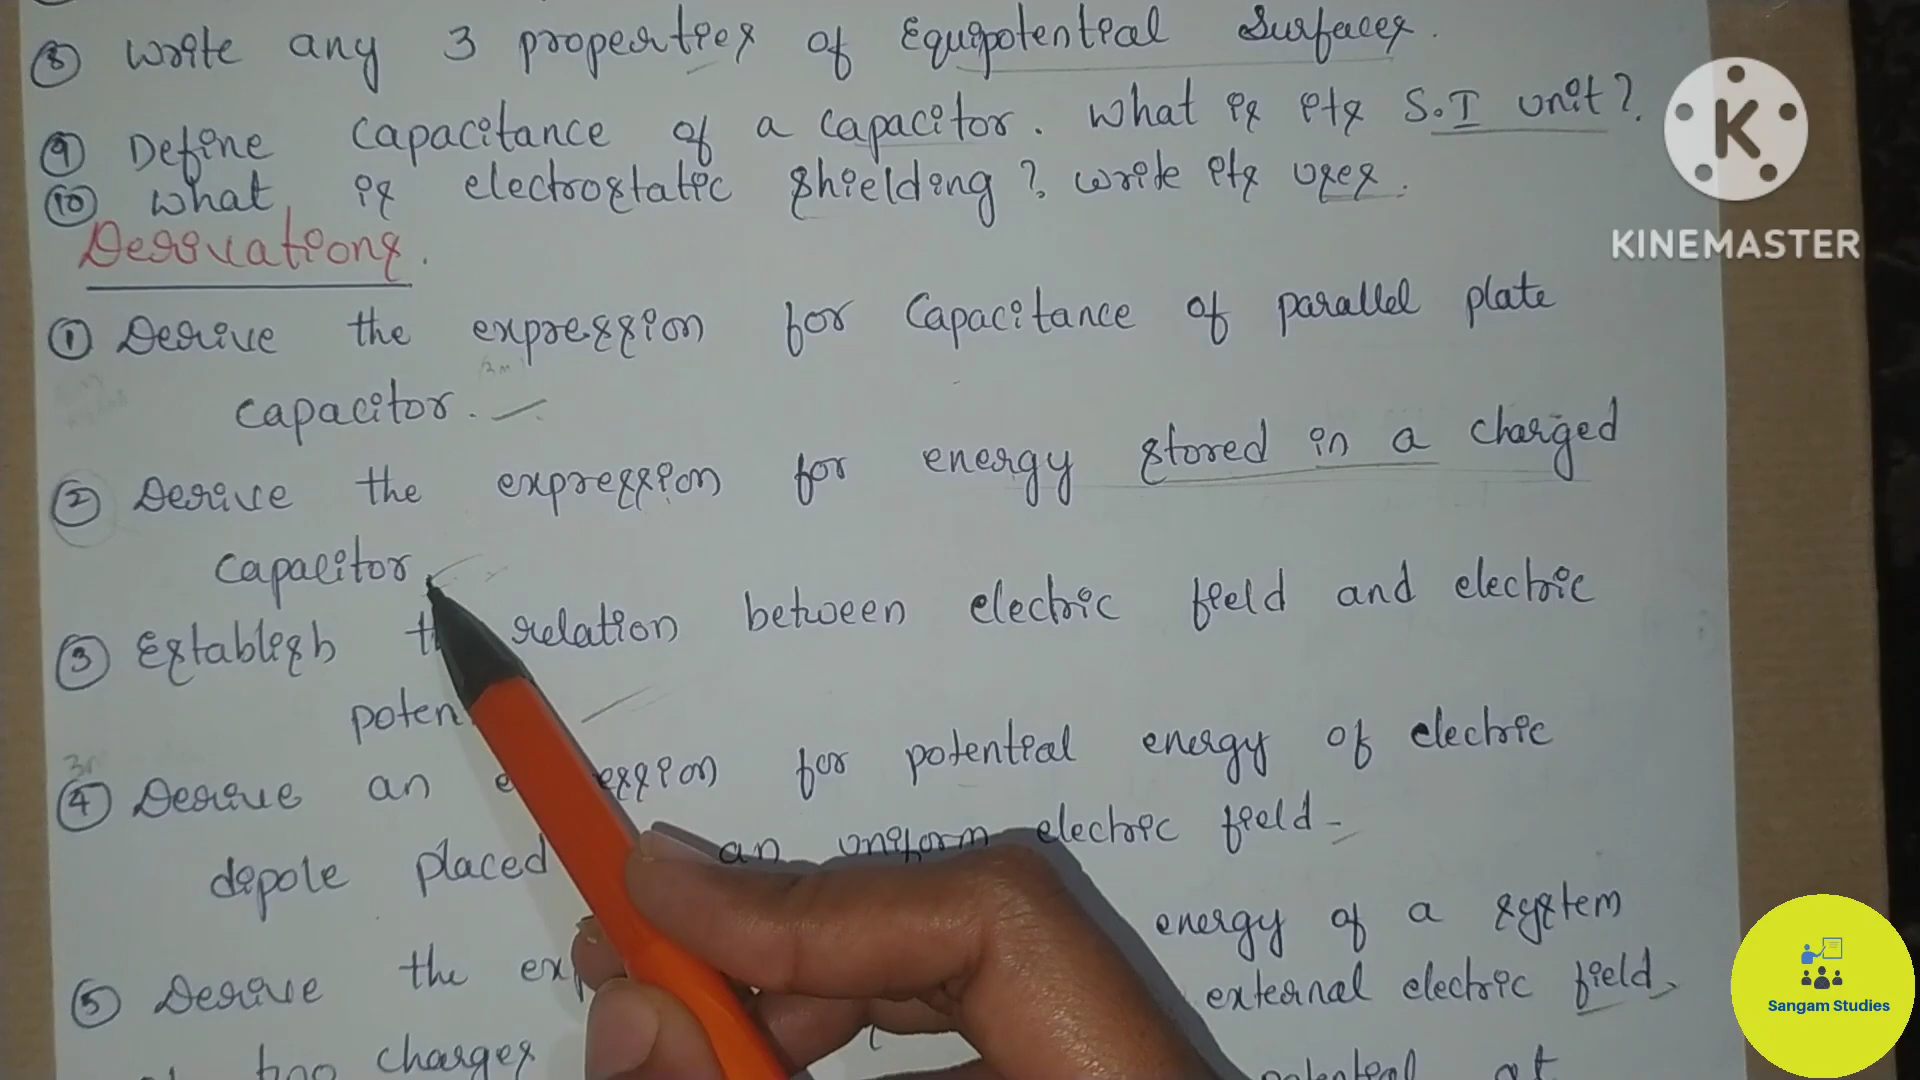 ⑧ Write any 3 properties of Equipotential Surfaces.
⑨ Define capacitance of a capacitor. What is its S.I unit?
⑩ What is electrostatic shielding? write its uses.
Derivations.
① Derive the expression for Capacitance of parallel plate
capacitor.
② Derive the expression for energy stored in a charged
capacitor
③ Establish relation between electric field and electric
④ Derive an for potential energy of electric
dipole placed an uniform electric field.
⑤ Derive the energy of a system
two charges external electric field.
potential at
K
KINEMASTER
Sangam Studies